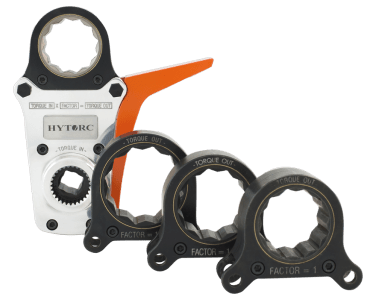 TORQUE IN x FACTOR = TORQUE OUT
HYTORC
- TORQUE IN -
- TORQUE OUT -
FACTOR = 1
- TORQUE OUT -
FACTOR = 1
- TORQUE OUT -
FACTOR = 1